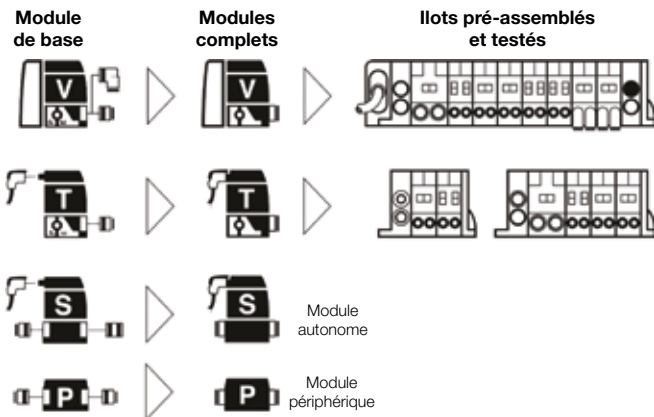 Module
de base
Modules
complets
Ilots pré-assemblés
et testés
V
V
T
T
S
S
Module
autonome
P
P
Module
périphérique